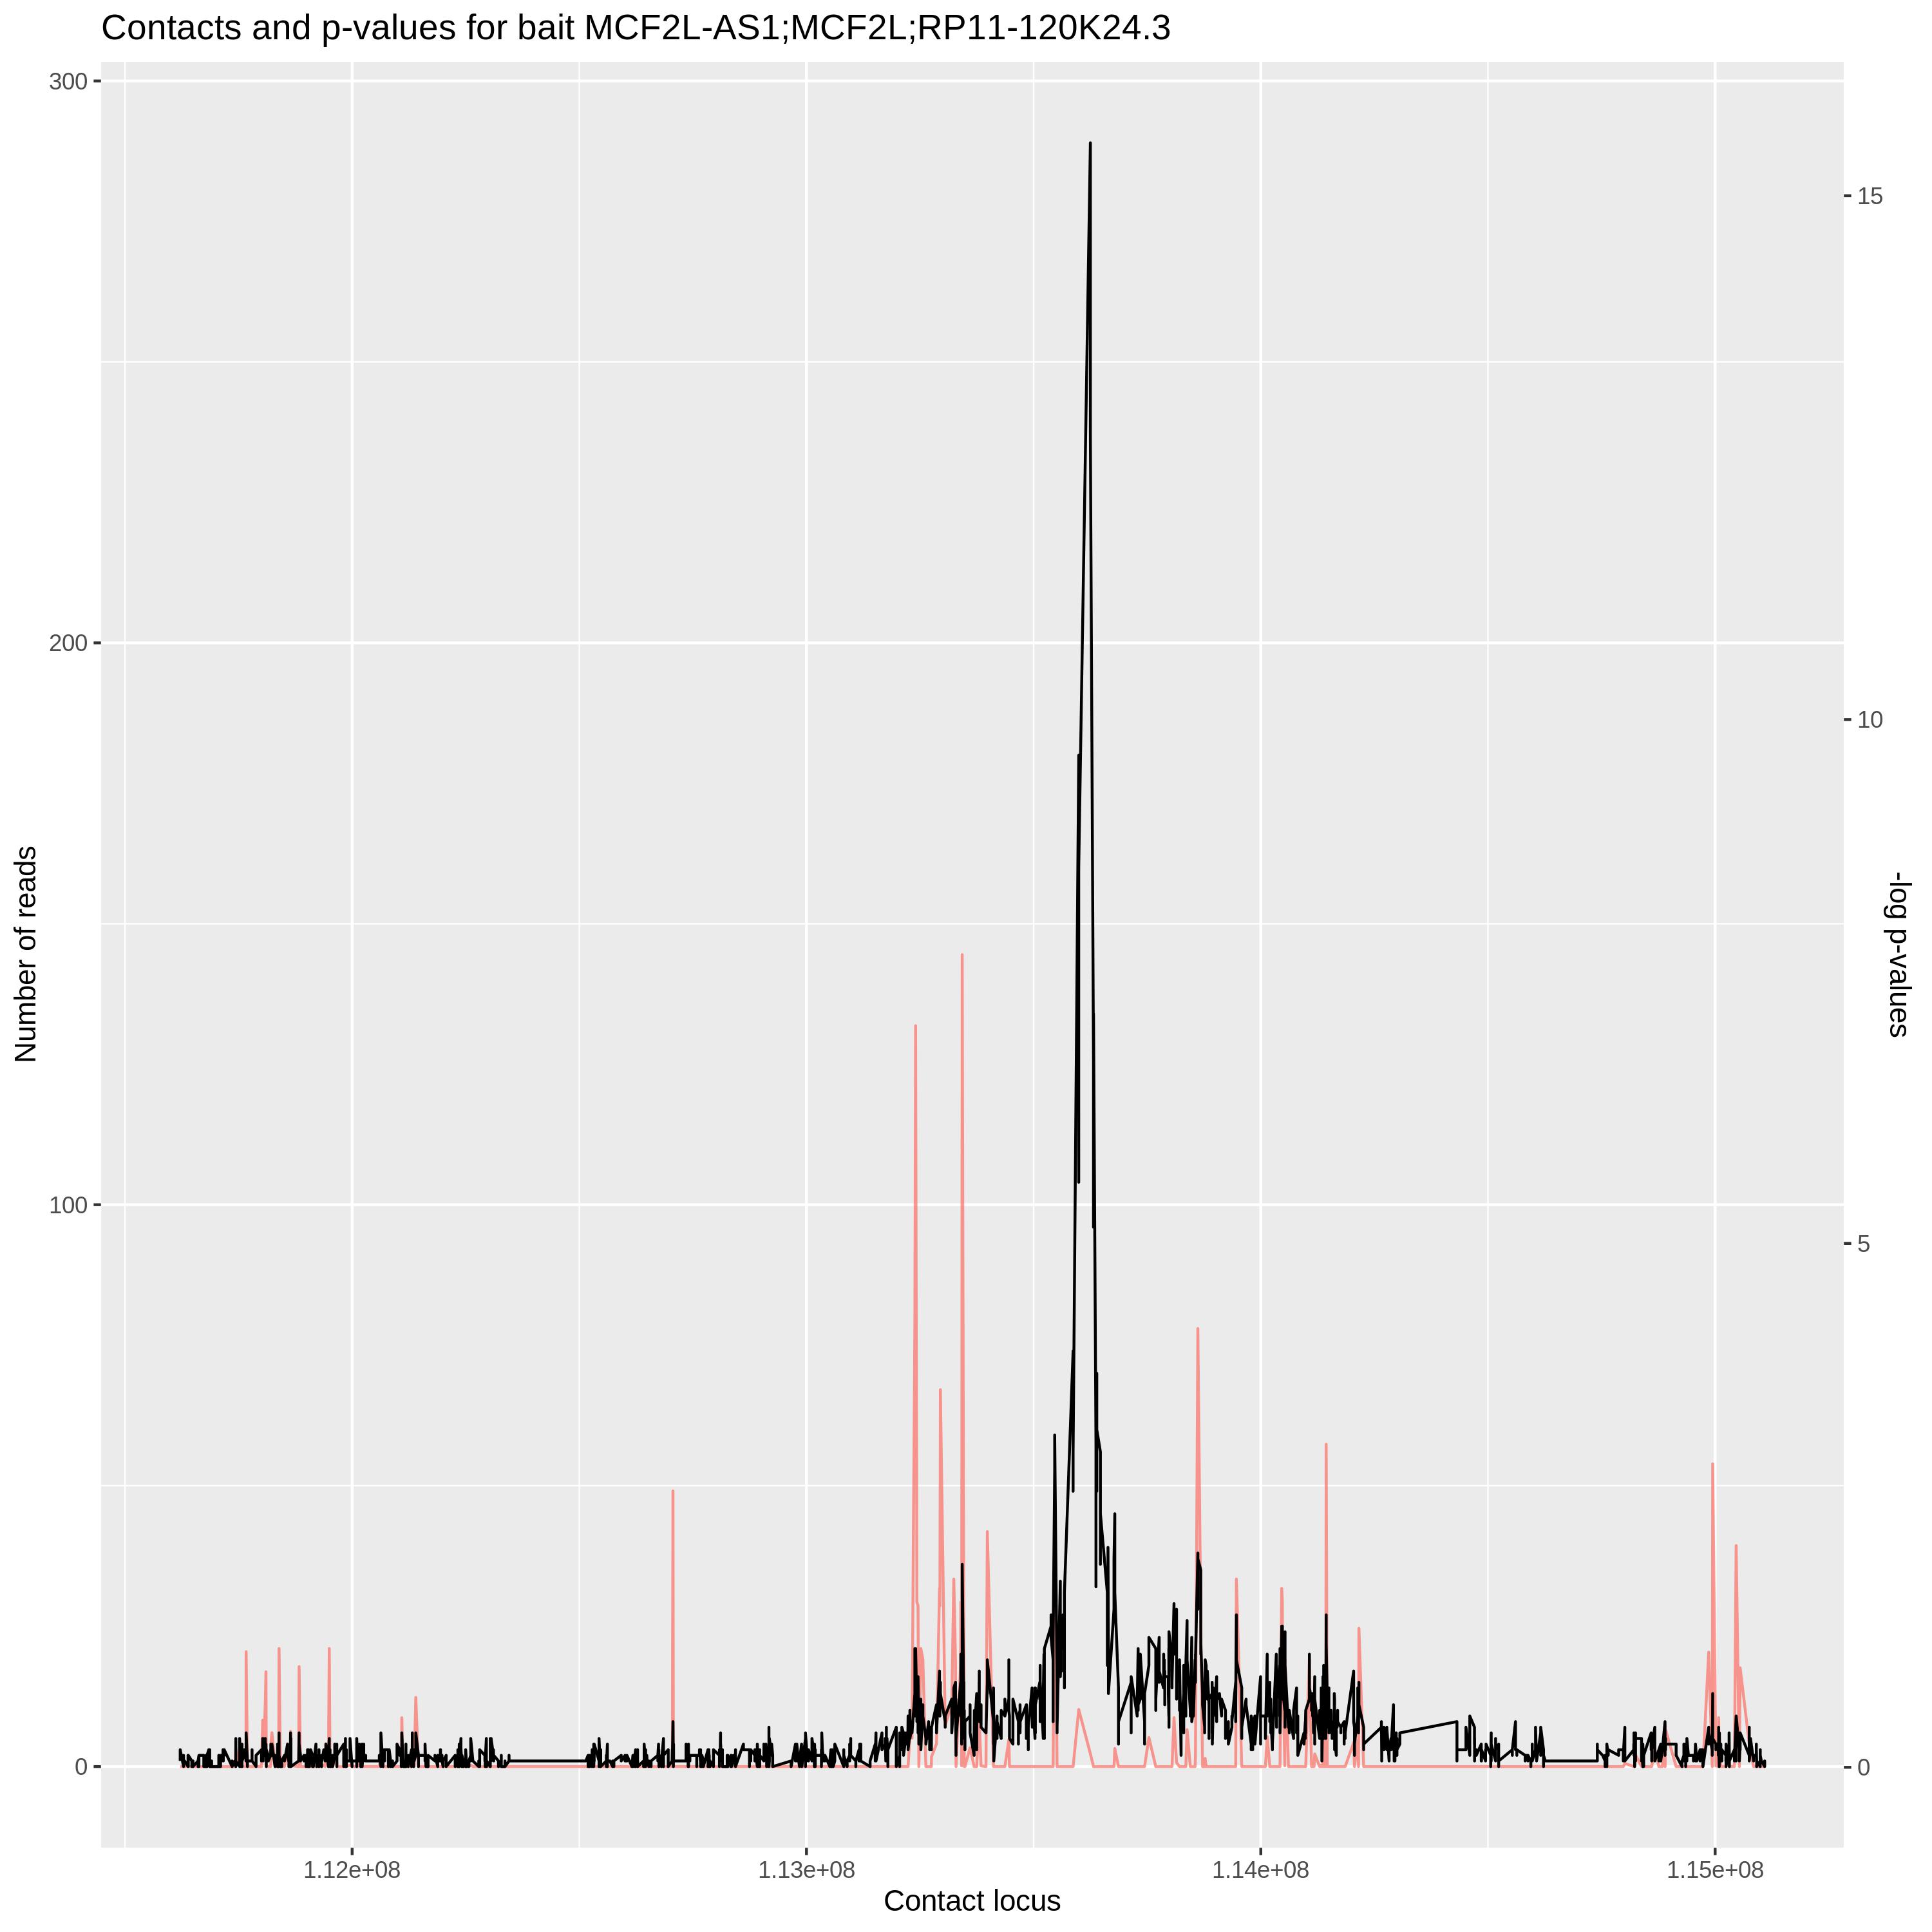 Contacts and p-values for bait MCF2L-AS1;MCF2L;RP11-120K24.3
300
200
100
0
Number of reads
15
10
5
0
-log p-values
1.12e+08
1.13e+08
1.14e+08
1.15e+08
Contact locus